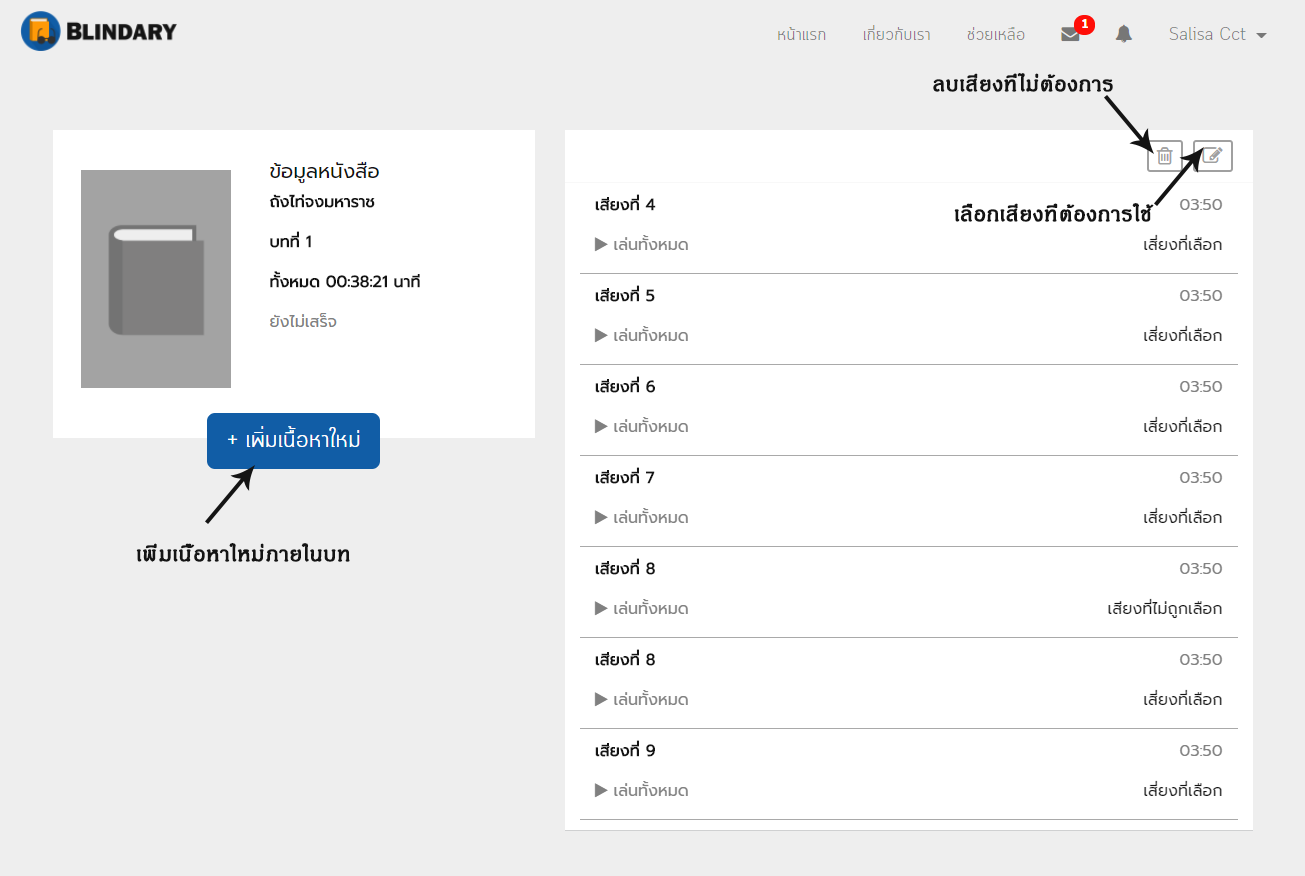 BLINDARY
หน้าแรก เกี่ยวกับเรา ช่วยเหลือ 1 Salisa Cct
ลบเสียงที่ไม่ต้องการ
ข้อมูลหนังสือ
ถังไท่จงมหาราช
บทที่ 1
ทั้งหมด 00:38:21 นาที
ยังไม่เสร็จ
+ เพิ่มเนื้อหาใหม่
เพิ่มเนื้อหาใหม่ภายในบท
เลือกเสียงที่ต้องการใช้
เสียงที่ 4 03:50
เล่นทั้งหมด เสี่ยงที่เลือก
เสียงที่ 5 03:50
เล่นทั้งหมด เสี่ยงที่เลือก
เสียงที่ 6 03:50
เล่นทั้งหมด เสี่ยงที่เลือก
เสียงที่ 7 03:50
เล่นทั้งหมด เสี่ยงที่เลือก
เสียงที่ 8 03:50
เล่นทั้งหมด เสียงที่ไม่ถูกเลือก
เสียงที่ 8 03:50
เล่นทั้งหมด เสี่ยงที่เลือก
เสียงที่ 9 03:50
เล่นทั้งหมด เสี่ยงที่เลือก